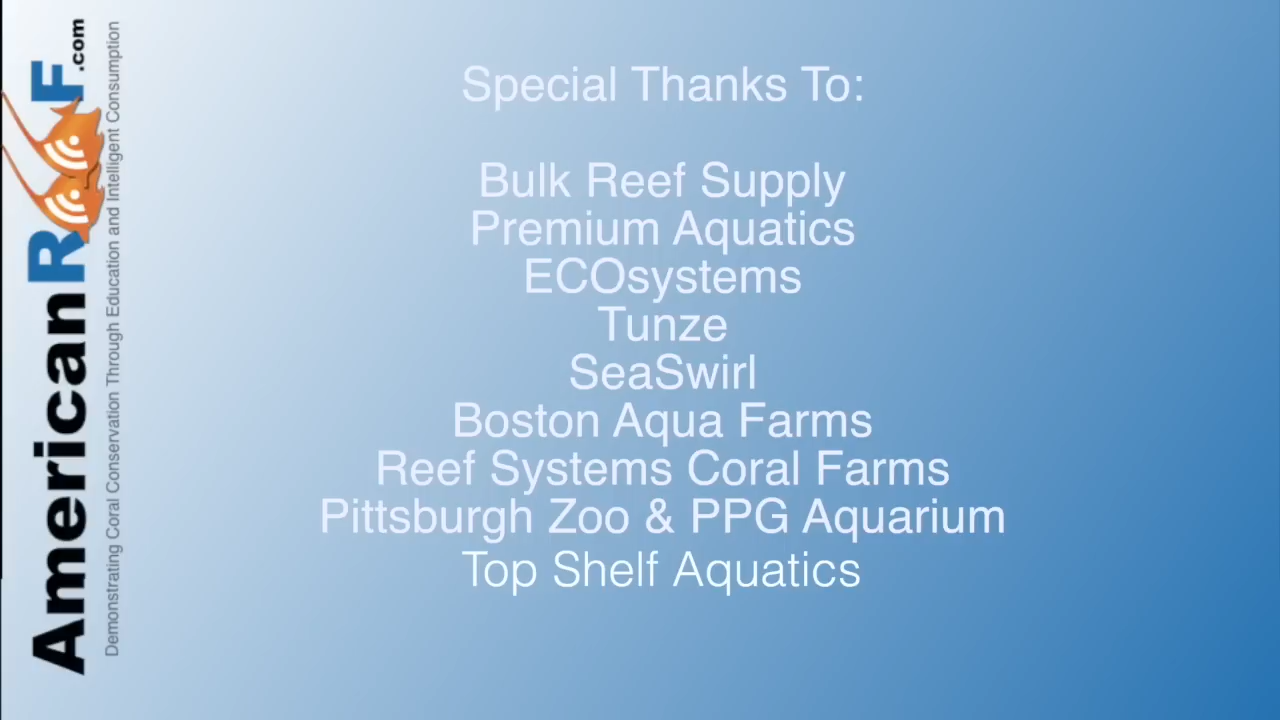 AmericanReeF.com
Demonstrating Coral Conservation Through Education and Intelligent Consumption
Special Thanks To:
Bulk Reef Supply
Premium Aquatics
ECOsystems
Tunze
SeaSwirl
Boston Aqua Farms
Reef Systems Coral Farms
Pittsburgh Zoo & PPG Aquarium
Top Shelf Aquatics